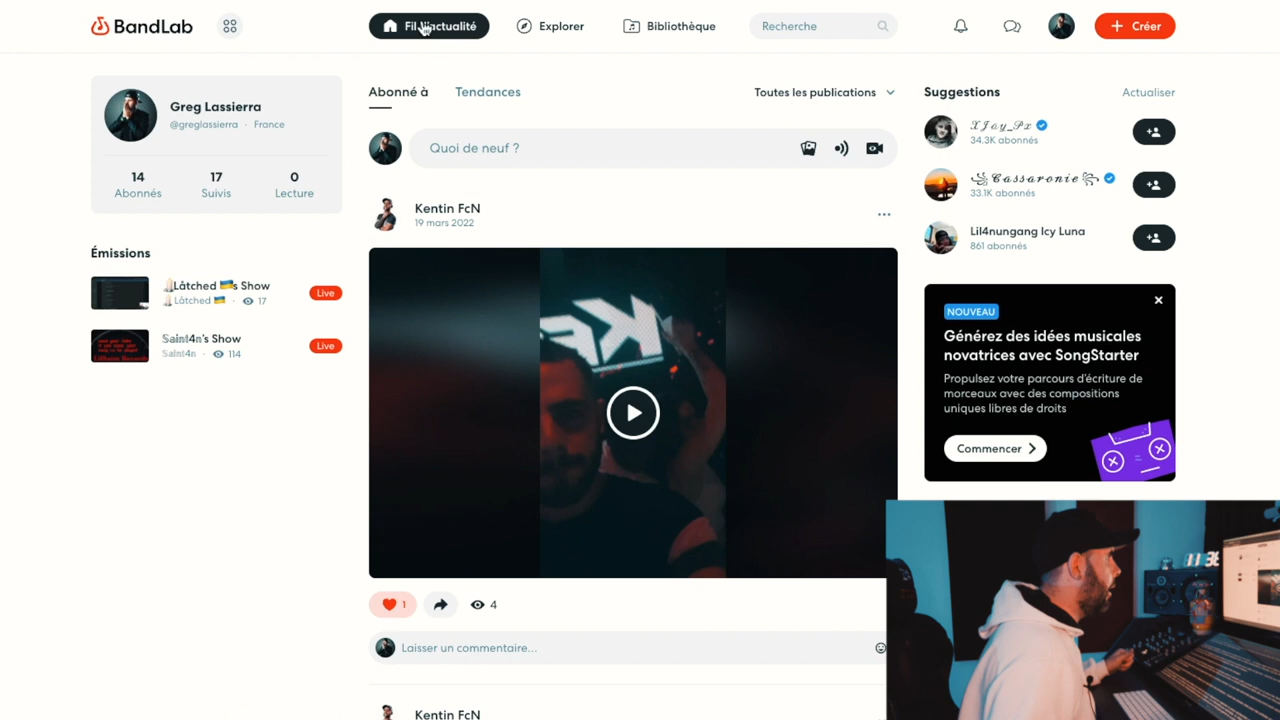 BandLab
Fil d'actualité
Explorer
Bibliothèque
Recherche
Créer
Greg Lassierra
@greglassierra · France
14
Abonnés
17
Suivis
0
Lecture
Émissions
Låtched 🇺🇦's Show
Låtched 🇺🇦 · 17
Live
𝕊𝕒𝕚𝕟𝕥4𝕟's Show
𝕊𝕒𝕚𝕟𝕥4𝕟 · 114
Live
Abonné à
Tendances
Toutes les publications
Quoi de neuf ?
Kentin FcN
19 mars 2022
1
4
Laisser un commentaire...
Kentin FcN
Suggestions
Actualiser
𝒳𝒥𝒶𝓎_𝒫𝓍
34.3K abonnés
꧁𝓒𝓪𝓼𝓼𝓪𝓻𝓸𝓷𝓲𝓮꧂
33.1K abonnés
Lil4nungang Icy Luna
861 abonnés
NOUVEAU
Générez des idées musicales
novatrices avec SongStarter
Propulsez votre parcours d'écriture de
morceaux avec des compositions
uniques libres de droits
Commencer